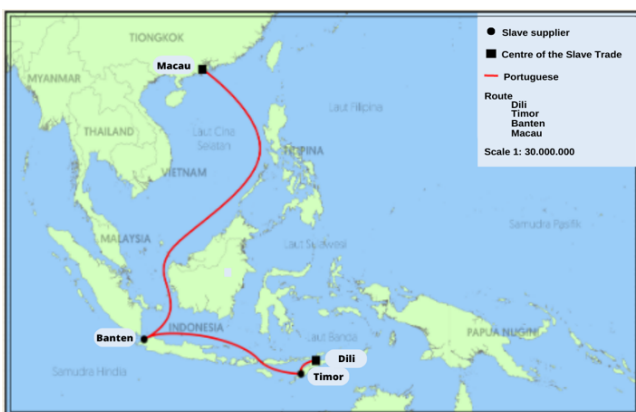 TIONGKOK
Macau
MYANMAR
Laut Filipina
THAILAND
Laut Cina
Selatan
FILIPINA
VIETNAM
Samudra Pasifik
MALAYSIA
Laut Sulawesi
Banten
INDONESIA
Laut Banda
PAPUA NUGINI
Dili
Samudra Hindia
Timor
Slave supplier
Centre of the Slave Trade
Portuguese
Route
Dili
Timor
Banten
Macau
Scale 1: 30.000.000